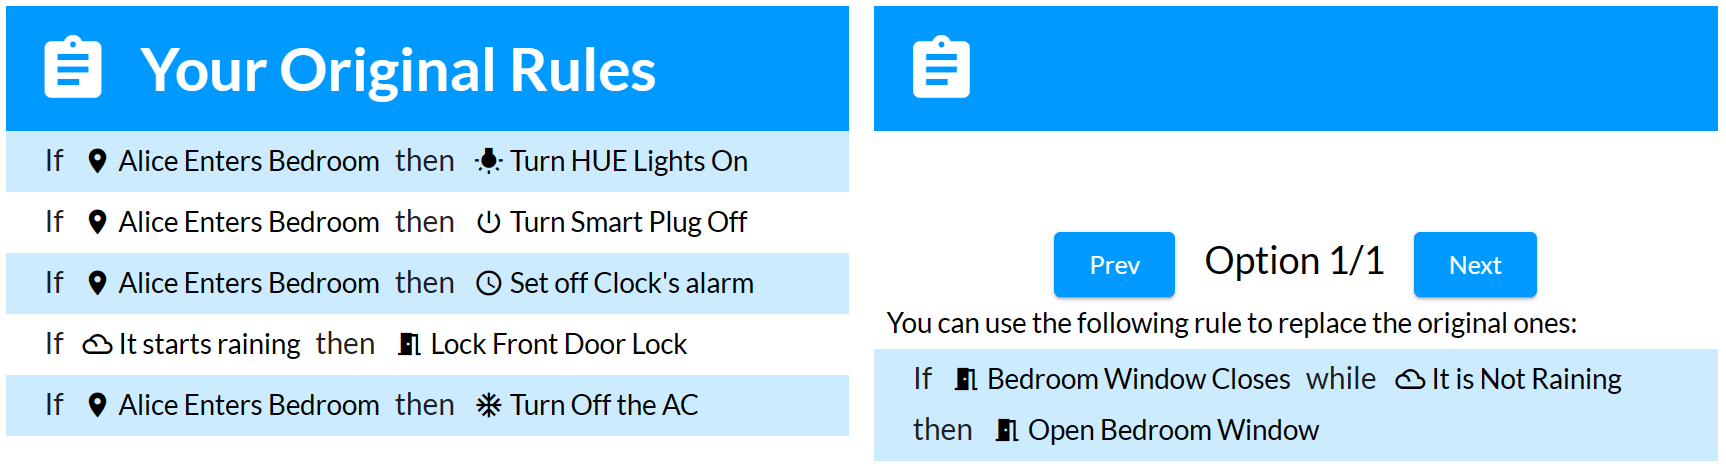 Your Original Rules
If Alice Enters Bedroom then Turn HUE Lights On
If Alice Enters Bedroom then Turn Smart Plug Off
If Alice Enters Bedroom then Set off Clock's alarm
If It starts raining then Lock Front Door Lock
If Alice Enters Bedroom then Turn Off the AC
Prev Option 1/1 Next
You can use the following rule to replace the original ones:
If Bedroom Window Closes while It is Not Raining
then Open Bedroom Window